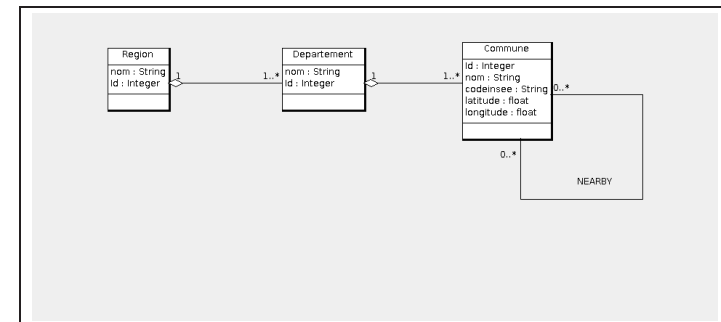 Region
nom : String
Id : Integer
1
1..*
Departement
nom : String
Id : Integer
1
1..*
Commune
Id : Integer
nom : String
codeinsee : String
latitude : float
longitude : float
0..*
0..*
NEARBY